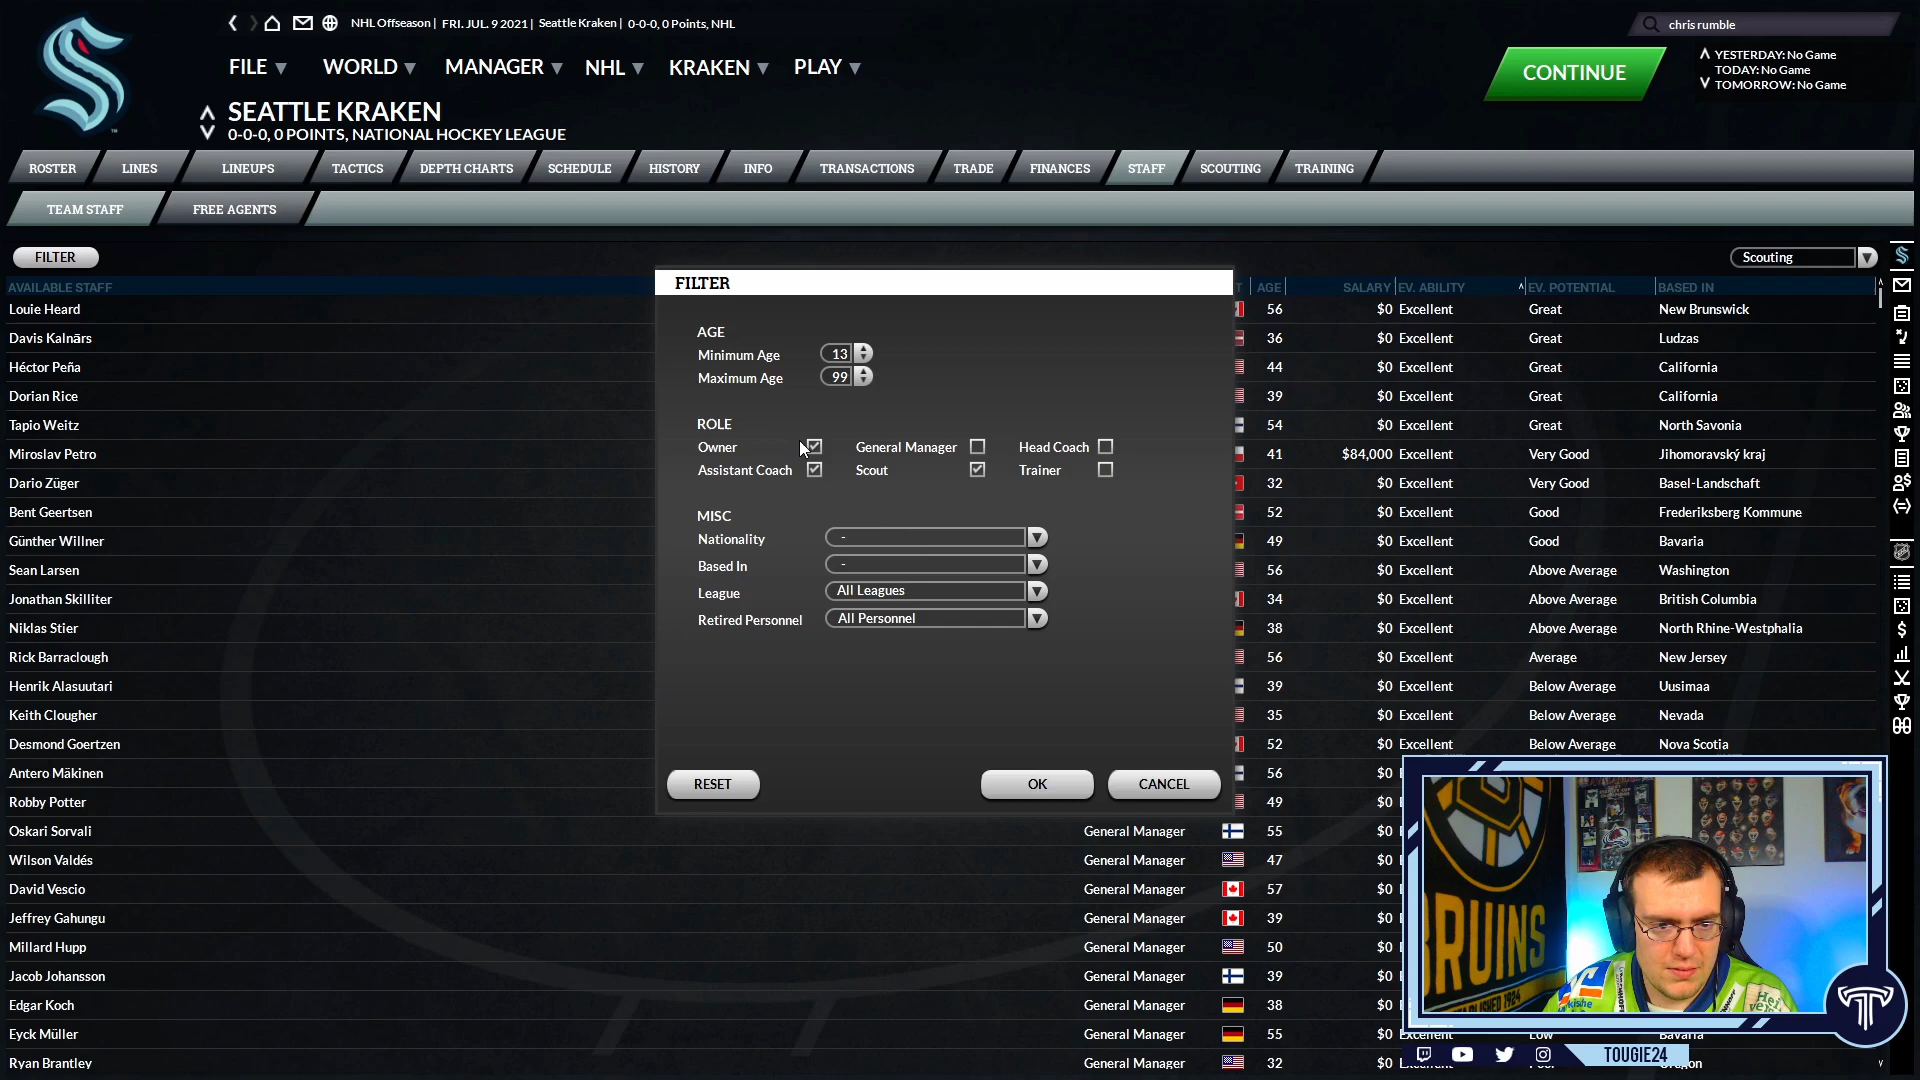 NHL Offseason | FRI. JUL. 9 2021 | Seattle Kraken | 0-0-0, 0 Points, NHL
chris rumble
FILE WORLD MANAGER NHL KRAKEN PLAY
CONTINUE
YESTERDAY: No Game
TODAY: No Game
TOMORROW: No Game
SEATTLE KRAKEN
0-0-0, 0 POINTS, NATIONAL HOCKEY LEAGUE
ROSTER LINES LINEUPS TACTICS DEPTH CHARTS SCHEDULE HISTORY INFO TRANSACTIONS TRADE FINANCES STAFF SCOUTING TRAINING
TEAM STAFF FREE AGENTS
FILTER
Scouting
AVAILABLE STAFF AGE SALARY EV. ABILITY EV. POTENTIAL BASED IN
Louie Heard 56 $0 Excellent Great New Brunswick
Davis Kalnārs 36 $0 Excellent Great Ludzas
Héctor Peña 44 $0 Excellent Great California
Dorian Rice 39 $0 Excellent Great California
Tapio Weitz 54 $0 Excellent Great North Savonia
Miroslav Petro 41 $84,000 Excellent Very Good Jihomoravský kraj
Dario Züger 32 $0 Excellent Very Good Basel-Landschaft
Bent Geertsen 52 $0 Excellent Good Frederiksberg Kommune
Günther Willner 49 $0 Excellent Good Bavaria
Sean Larsen 56 $0 Excellent Above Average Washington
Jonathan Skilliter 34 $0 Excellent Above Average British Columbia
Niklas Stier 38 $0 Excellent Above Average North Rhine-Westphalia
Rick Barraclough 56 $0 Excellent Average New Jersey
Henrik Alasuutari 39 $0 Excellent Below Average Uusimaa
Keith Clougher 35 $0 Excellent Below Average Nevada
Desmond Goertzen 52 $0 Excellent Below Average Nova Scotia
Antero Mäkinen 56 $0
Robby Potter 49 $0
Oskari Sorvali General Manager 55 $0
Wilson Valdés General Manager 47 $0
David Vescio General Manager 57 $0
Jeffrey Gahungu General Manager 39 $0
Millard Hupp General Manager 50 $0
Jacob Johansson General Manager 39 $0
Edgar Koch General Manager 38 $0
Eyck Müller General Manager 55 $0 Excellent Low Bavaria
Ryan Brantley General Manager 32 $0
FILTER
AGE
Minimum Age 13
Maximum Age 99
ROLE
Owner General Manager Head Coach
Assistant Coach Scout Trainer
MISC
Nationality -
Based In -
League All Leagues
Retired Personnel All Personnel
RESET OK CANCEL
BRUINS
TOUGIE24